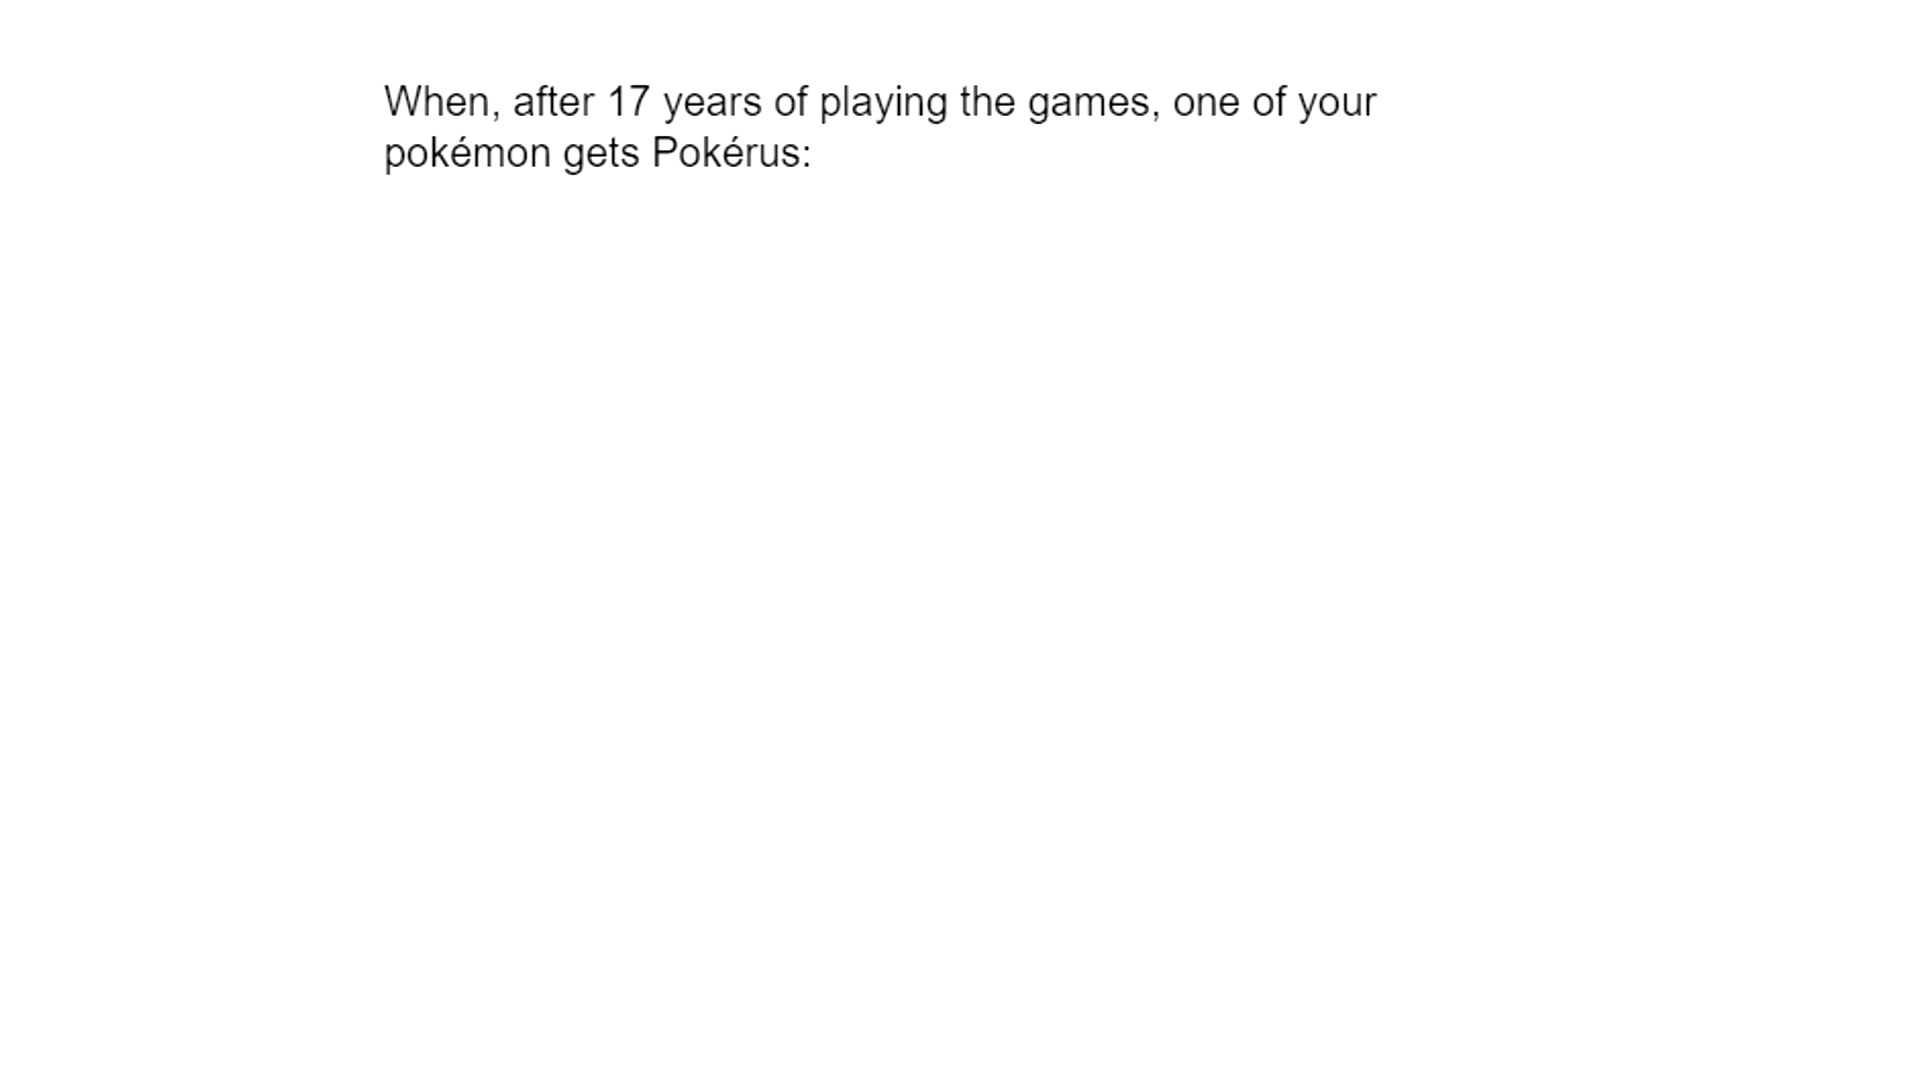 When, after 17 years of playing the games, one of your
pokémon gets Pokérus: